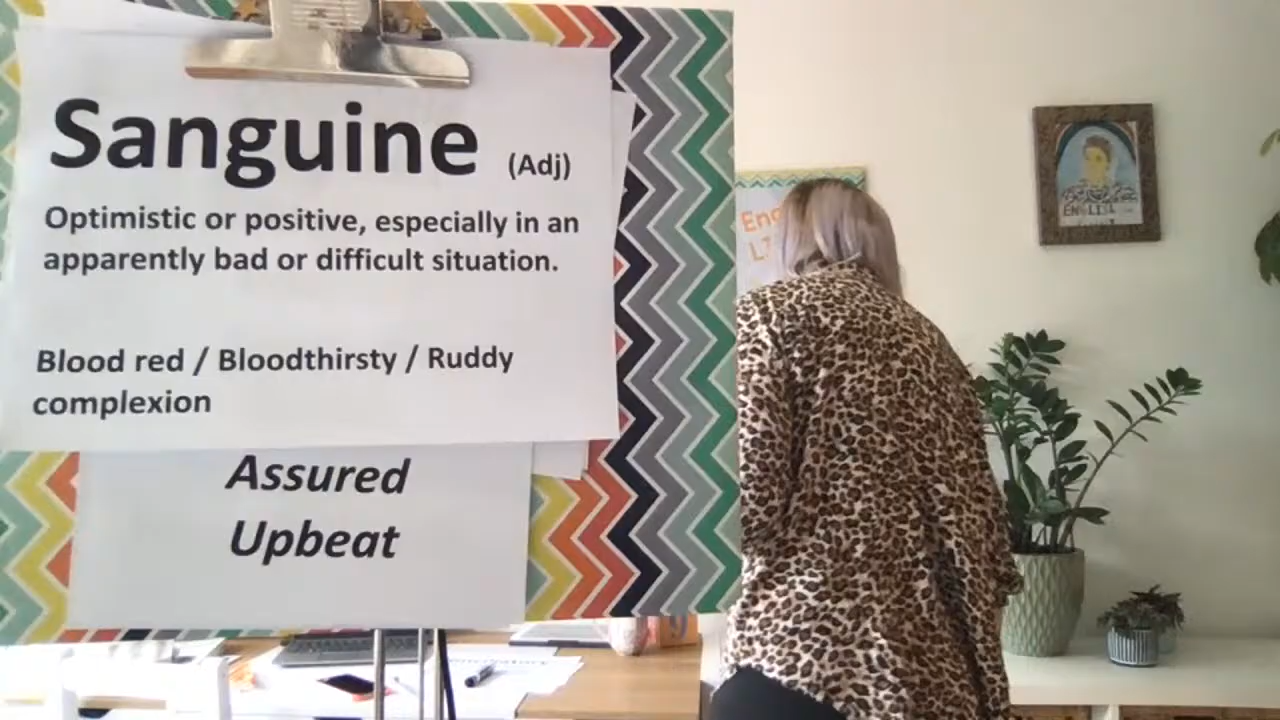 Sanguine (Adj)
Optimistic or positive, especially in an
apparently bad or difficult situation.
Blood red / Bloodthirsty / Ruddy
complexion
Assured
Upbeat